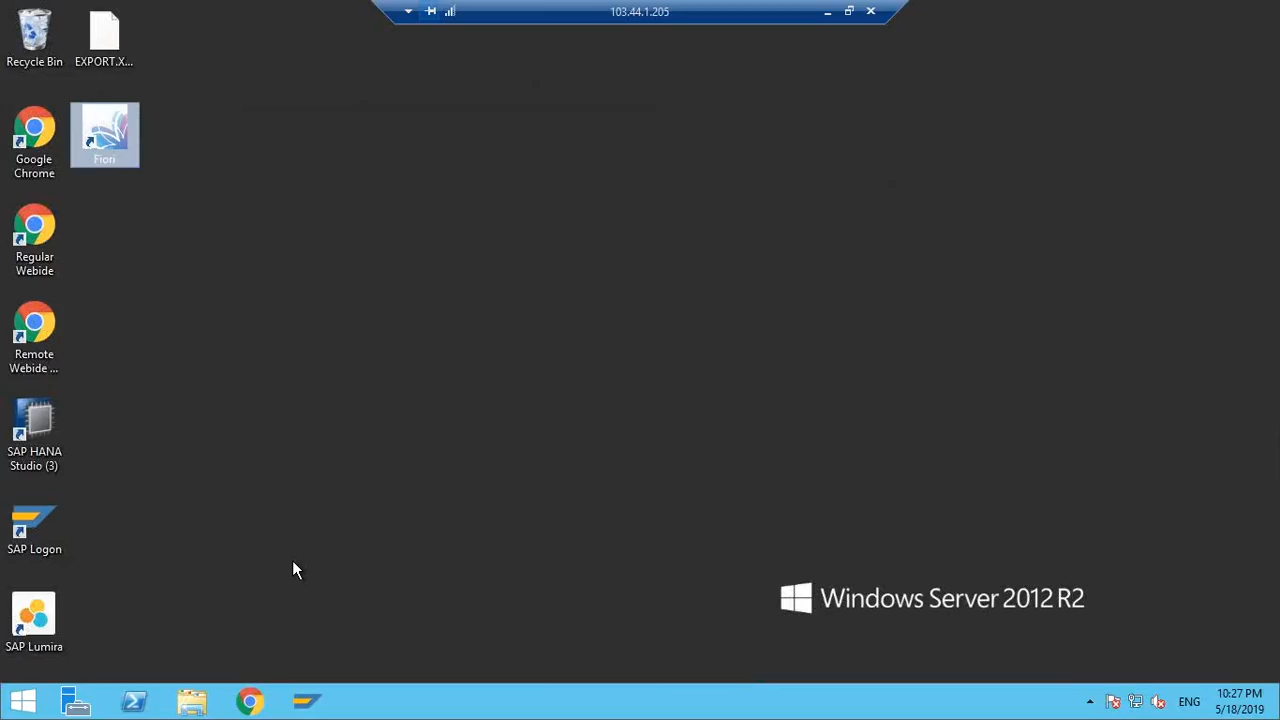 103.44.1.205
Recycle Bin
EXPORT.X...
Google
Chrome
Fiori
Regular
Webide
Remote
Webide ...
SAP HANA
Studio (3)
SAP Logon
SAP Lumira
Windows Server 2012 R2
ENG
10:27 PM
5/18/2019